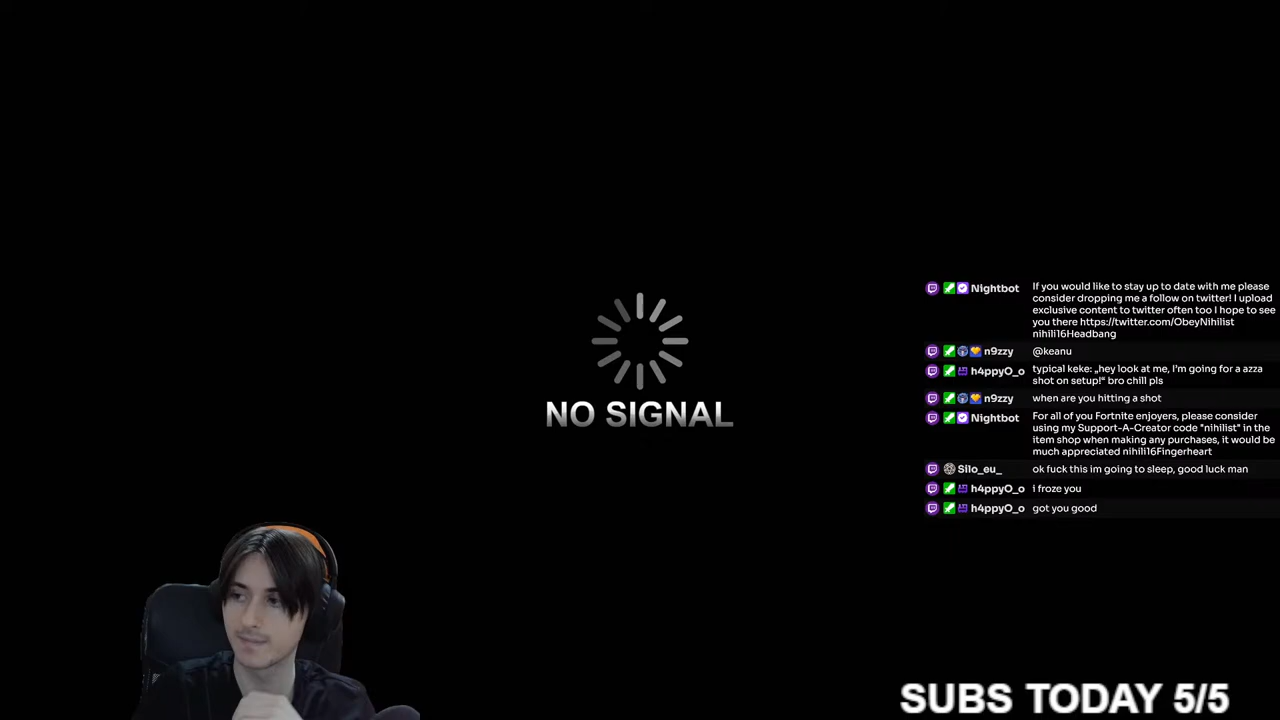 NO SIGNAL
Nightbot If you would like to stay up to date with me please
consider dropping me a follow on twitter! I upload
exclusive content to twitter often too I hope to see
you there https://twitter.com/ObeyNihilist
nihili16Headbang
n9zzy @keanu
h4ppyO_o typical keke: „hey look at me, I'm going for a azza
shot on setup!“ bro chill pls
n9zzy when are you hitting a shot
Nightbot For all of you Fortnite enjoyers, please consider
using my Support-A-Creator code "nihilist" in the
item shop when making any purchases, it would be
much appreciated nihili16Fingerheart
Silo_eu_ ok fuck this im going to sleep, good luck man
h4ppyO_o i froze you
h4ppyO_o got you good
SUBS TODAY 5/5